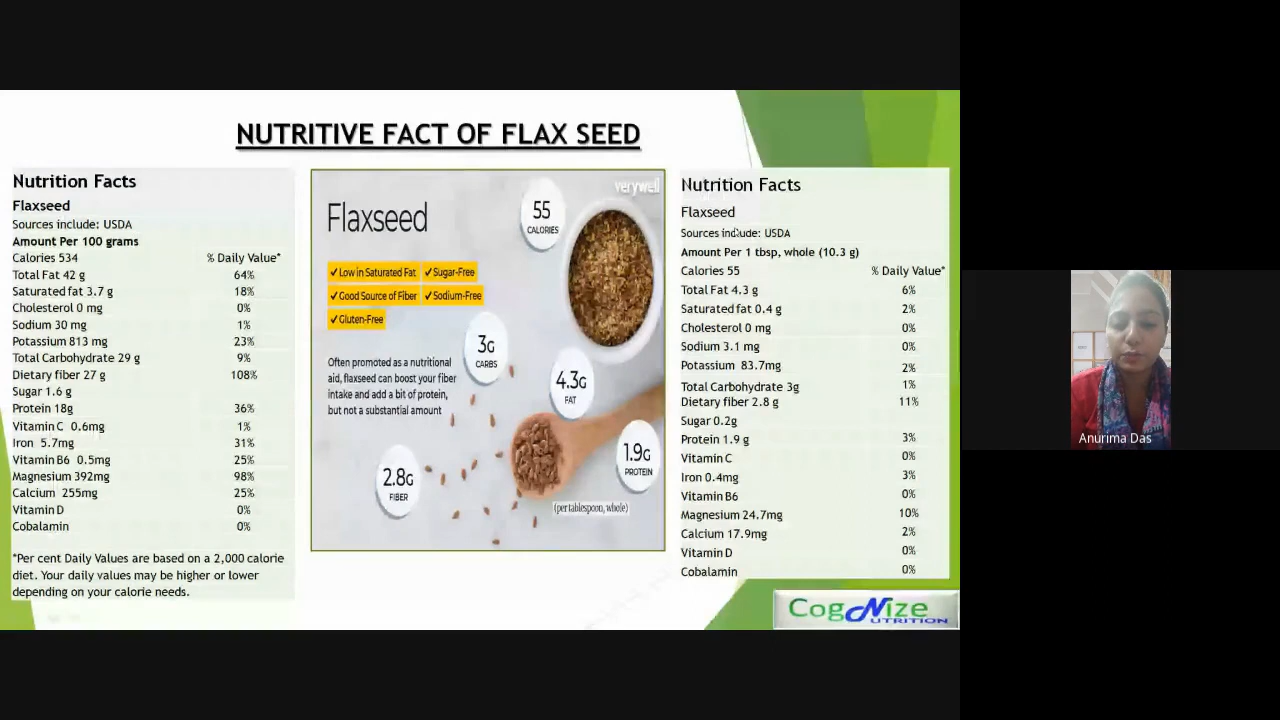 NUTRITIVE FACT OF FLAX SEED
Nutrition Facts
Flaxseed
Sources include: USDA
Amount Per 100 grams
Calories 534 % Daily Value*
Total Fat 42 g 64%
Saturated fat 3.7 g 18%
Cholesterol 0 mg 0%
Sodium 30 mg 1%
Potassium 813 mg 23%
Total Carbohydrate 29 g 9%
Dietary fiber 27 g 108%
Sugar 1.6 g
Protein 18g 36%
Vitamin C 0.6mg 1%
Iron 5.7mg 31%
Vitamin B6 0.5mg 25%
Magnesium 392mg 98%
Calcium 255mg 25%
Vitamin D 0%
Cobalamin 0%
*Per cent Daily Values are based on a 2,000 calorie
diet. Your daily values may be higher or lower
depending on your calorie needs.
verywell
Flaxseed
55
CALORIES
✓Low in Saturated Fat ✓Sugar-Free
✓Good Source of Fiber ✓Sodium-Free
✓Gluten-Free
3G
CARBS
Often promoted as a nutritional
aid, flaxseed can boost your fiber
intake and add a bit of protein,
but not a substantial amount
4.3G
FAT
1.9G
PROTEIN
2.8G
FIBER
(per tablespoon, whole)
Nutrition Facts
Flaxseed
Sources include: USDA
Amount Per 1 tbsp, whole (10.3 g)
Calories 55 % Daily Value*
Total Fat 4.3 g 6%
Saturated fat 0.4 g 2%
Cholesterol 0 mg 0%
Sodium 3.1 mg 0%
Potassium 83.7mg 2%
Total Carbohydrate 3g 1%
Dietary fiber 2.8 g 11%
Sugar 0.2g
Protein 1.9 g 3%
Vitamin C 0%
Iron 0.4mg 3%
Vitamin B6 0%
Magnesium 24.7mg 10%
Calcium 17.9mg 2%
Vitamin D 0%
Cobalamin 0%
CogNize
NUTRITION
Anurima Das